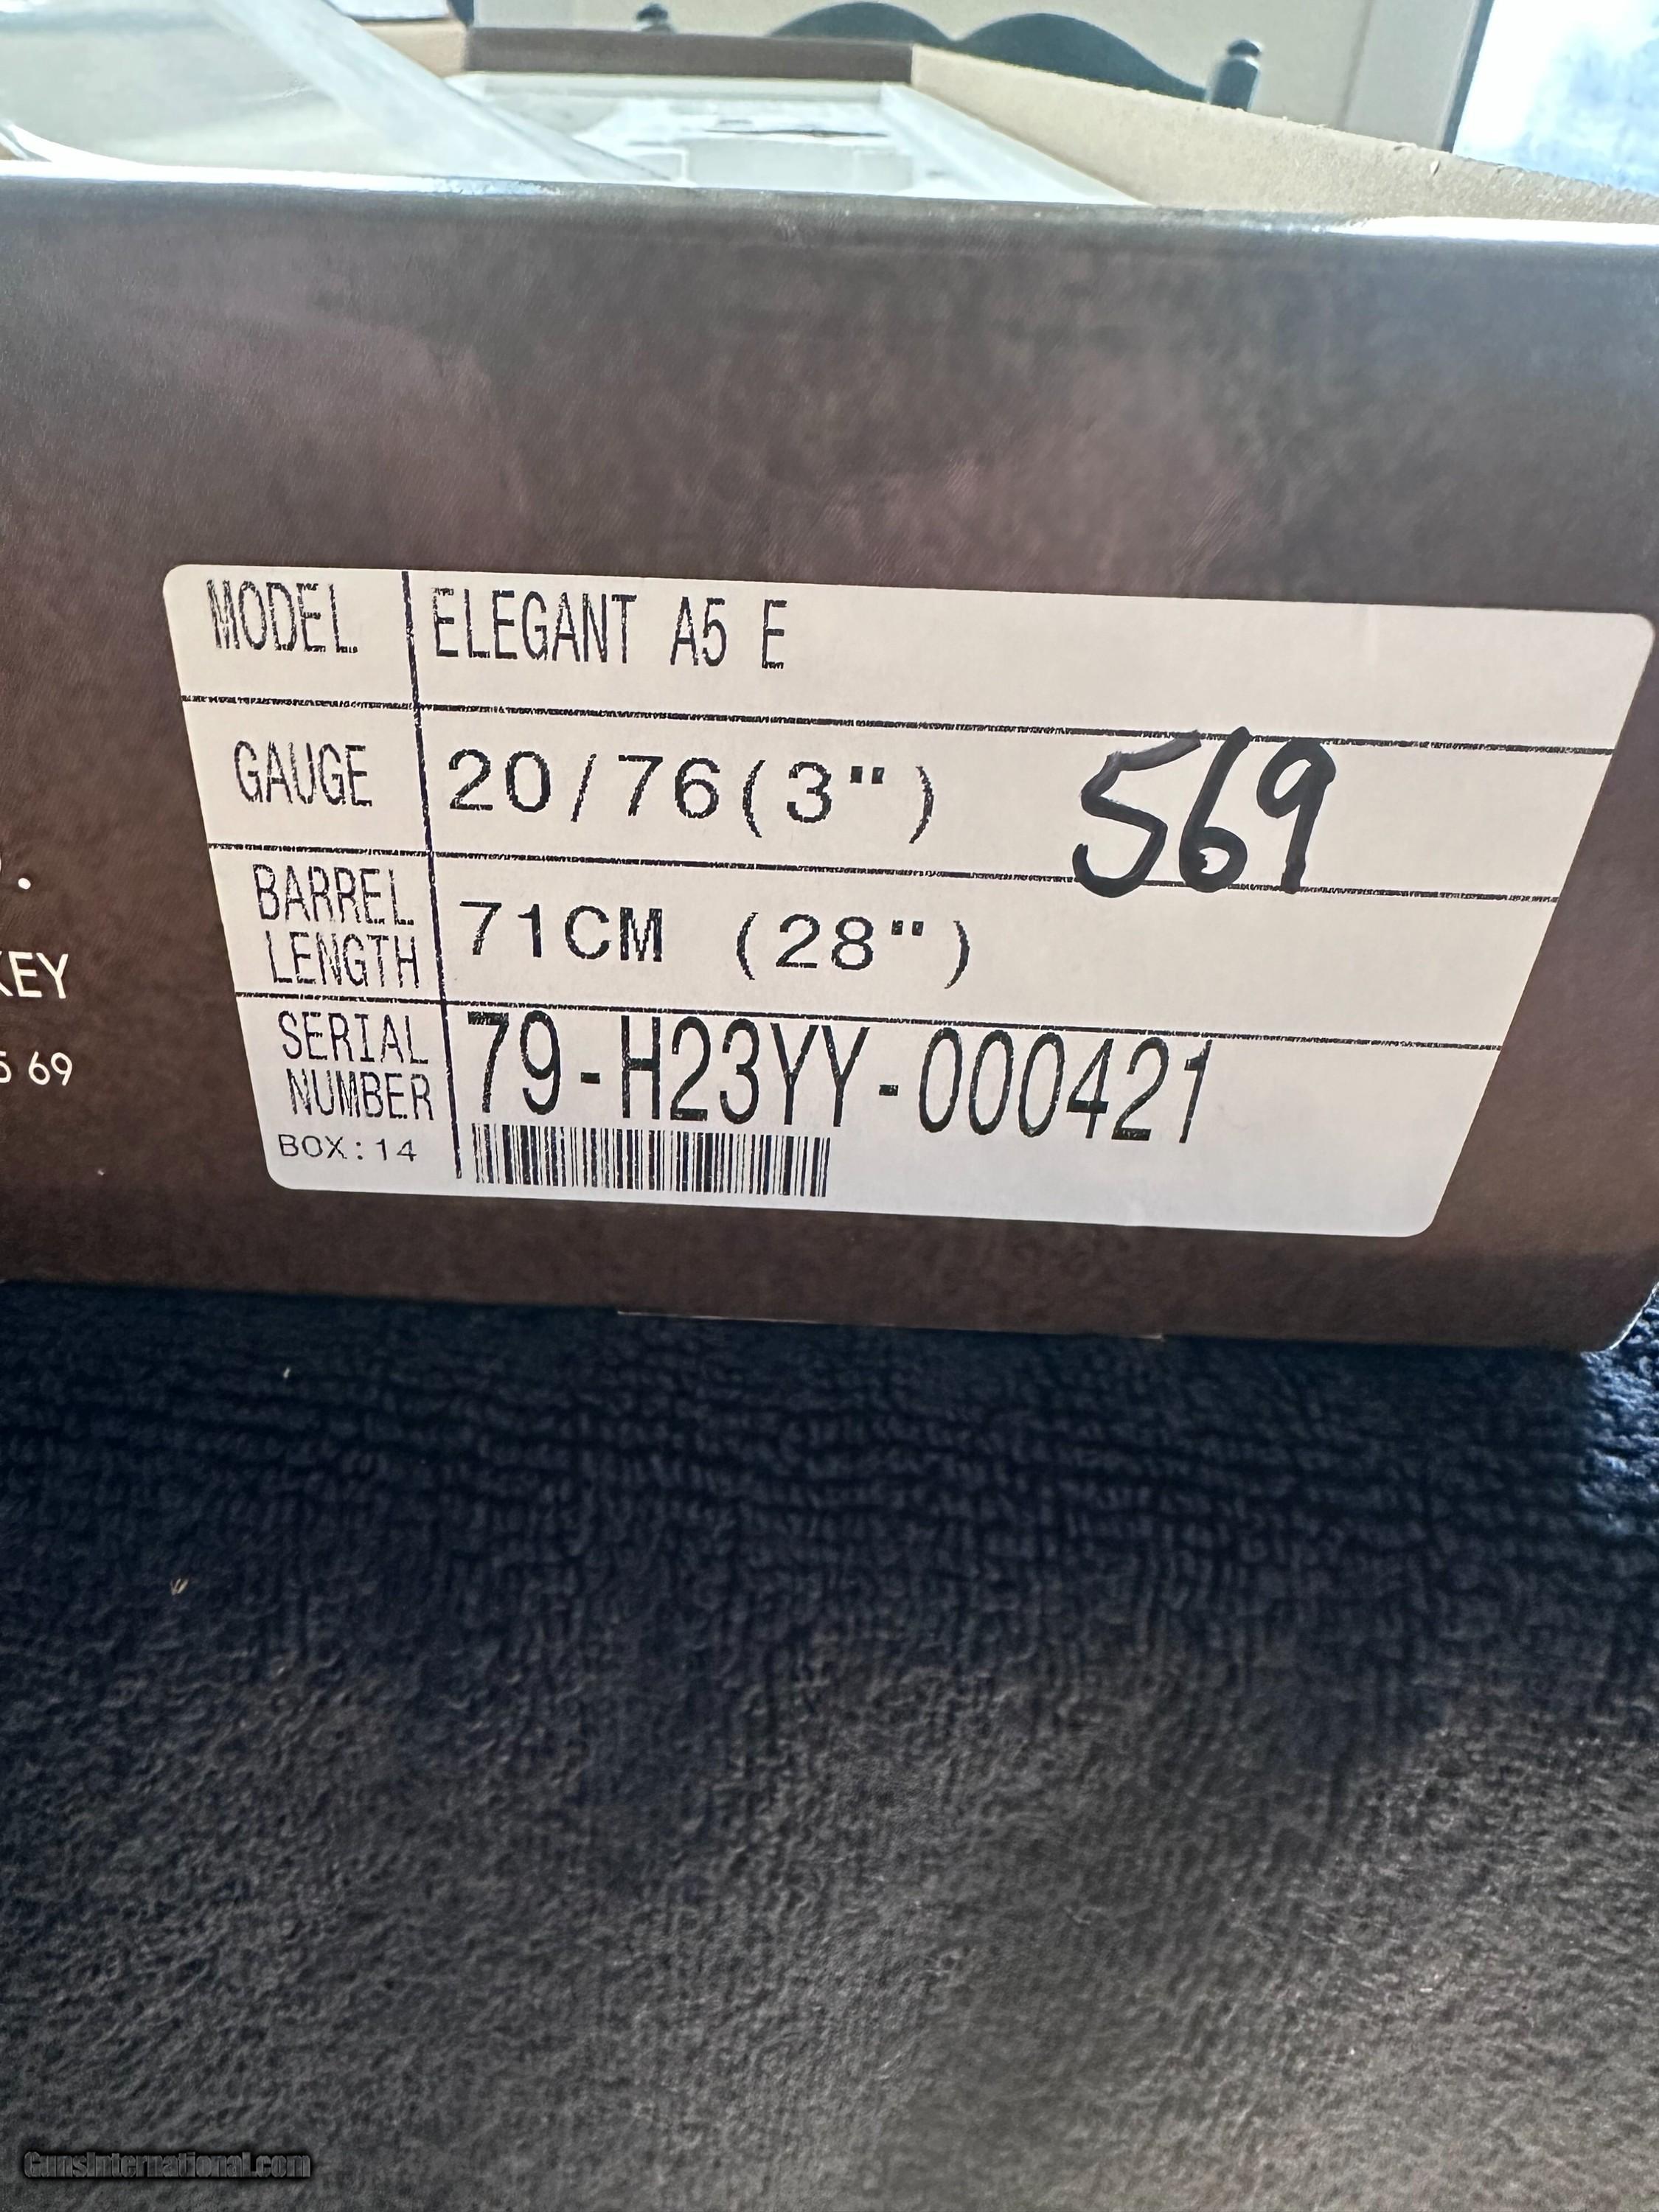 MODEL ELEGANT A5 E
GAUGE 20/76(3") 569
BARREL LENGTH 71CM (28")
SERIAL NUMBER 79-H23YY-000421
BOX:14
KEY
5 69
GunsInternational.com